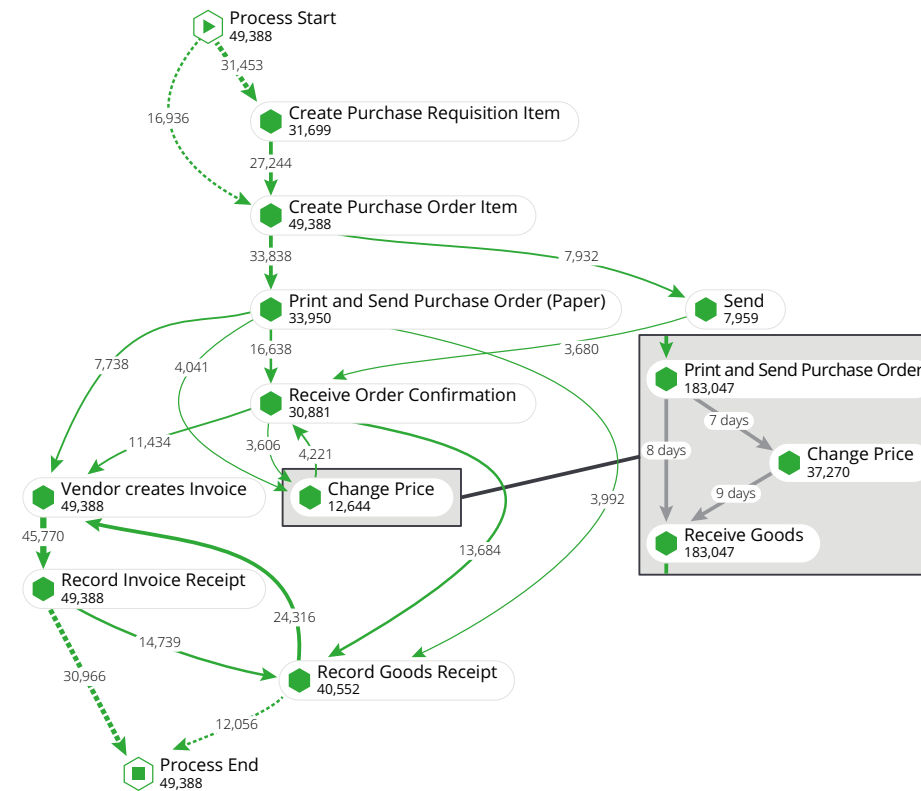 Process Start
49,388
31,453
16,936
Create Purchase Requisition Item
31,699
27,244
Create Purchase Order Item
49,388
33,838
7,932
Print and Send Purchase Order (Paper)
33,950
Send
7,959
7,738
4,041
16,638
3,680
Receive Order Confirmation
30,881
11,434
3,606
4,221
Vendor creates Invoice
49,388
Change Price
12,644
3,992
45,770
13,684
Record Invoice Receipt
49,388
24,316
14,739
30,966
Record Goods Receipt
40,552
12,056
Process End
49,388
Print and Send Purchase Order
183,047
7 days
8 days
Change Price
37,270
9 days
Receive Goods
183,047